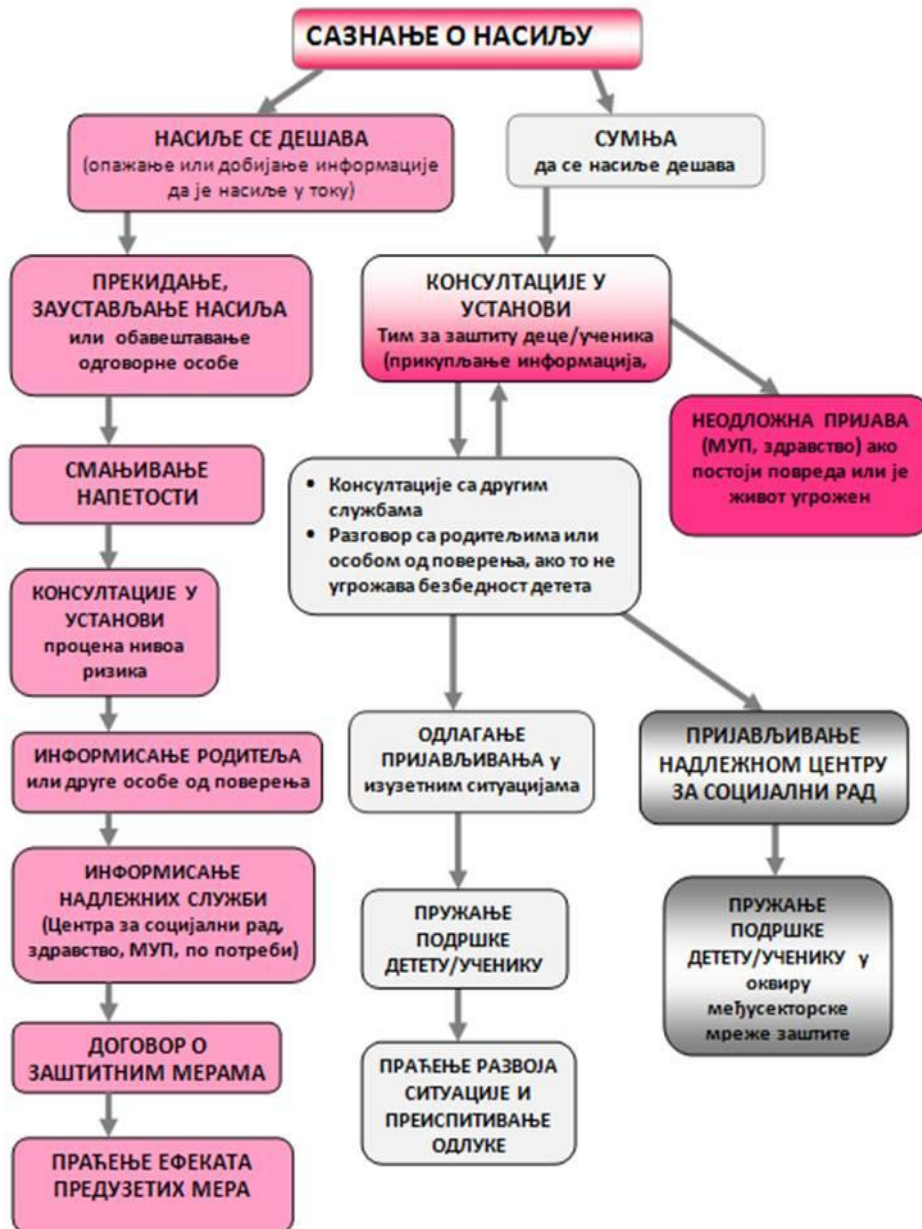 САЗНАЊЕ О НАСИЉУ
НАСИЉЕ СЕ ДЕШАВА
(опажање или добијање информације
да је насиље у току)
СУМЊА
да се насиље дешава
ПРЕКИДАЊЕ,
ЗАУСТАВЉАЊЕ НАСИЉА
или обавештавање
одговорне особе
СМАЊИВАЊЕ
НАПЕТОСТИ
КОНСУЛТАЦИЈЕ У
УСТАНОВИ
процена нивоа
ризика
ИНФОРМИСАЊЕ РОДИТЕЉА
или друге особе од поверења
ИНФОРМИСАЊЕ
НАДЛЕЖНИХ СЛУЖБИ
(Центра за социјални рад,
здравство, МУП, по потреби)
ДОГОВОР О
ЗАШТИТНИМ МЕРАМА
ПРАЋЕЊЕ ЕФЕКАТА
ПРЕДУЗЕТИХ МЕРА
КОНСУЛТАЦИЈЕ У
УСТАНОВИ
Тим за заштиту деце/ученика
(прикупљање информација,
НЕОДЛОЖНА ПРИЈАВА
(МУП, здравство) ако
постоји повреда или је
живот угрожен
• Консултације са другим
службама
• Разговор са родитељима или
особом од поверења, ако то не
угрожава безбедност детета
ОДЛАГАЊЕ
ПРИЈАВЉИВАЊА у
изузетним ситуацијама
ПРУЖАЊЕ
ПОДРШКЕ
ДЕТЕТУ/УЧЕНИКУ
ПРАЋЕЊЕ РАЗВОЈА
СИТУАЦИЈЕ И
ПРЕИСПИТИВАЊЕ
ОДЛУКЕ
ПРИЈАВЉИВАЊЕ
НАДЛЕЖНОМ ЦЕНТРУ
ЗА СОЦИЈАЛНИ РАД
ПРУЖАЊЕ
ПОДРШКЕ
ДЕТЕТУ/УЧЕНИКУ у
оквиру
међусекторске
мреже заштите